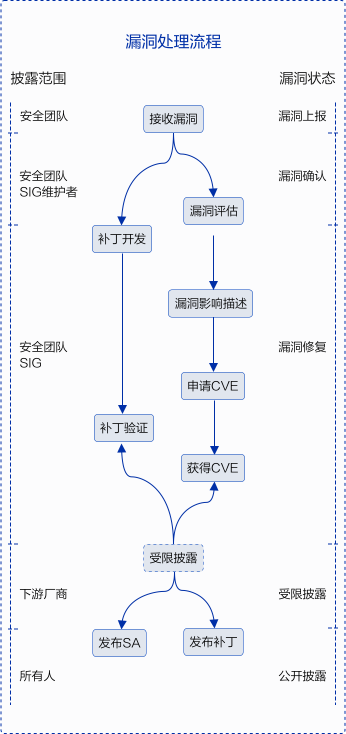 漏洞处理流程
披露范围
漏洞状态
安全团队
接收漏洞
漏洞上报
安全团队
SIG维护者
漏洞确认
漏洞评估
补丁开发
漏洞影响描述
安全团队
SIG
漏洞修复
申请CVE
补丁验证
获得CVE
受限披露
下游厂商
受限披露
发布SA
发布补丁
所有人
公开披露